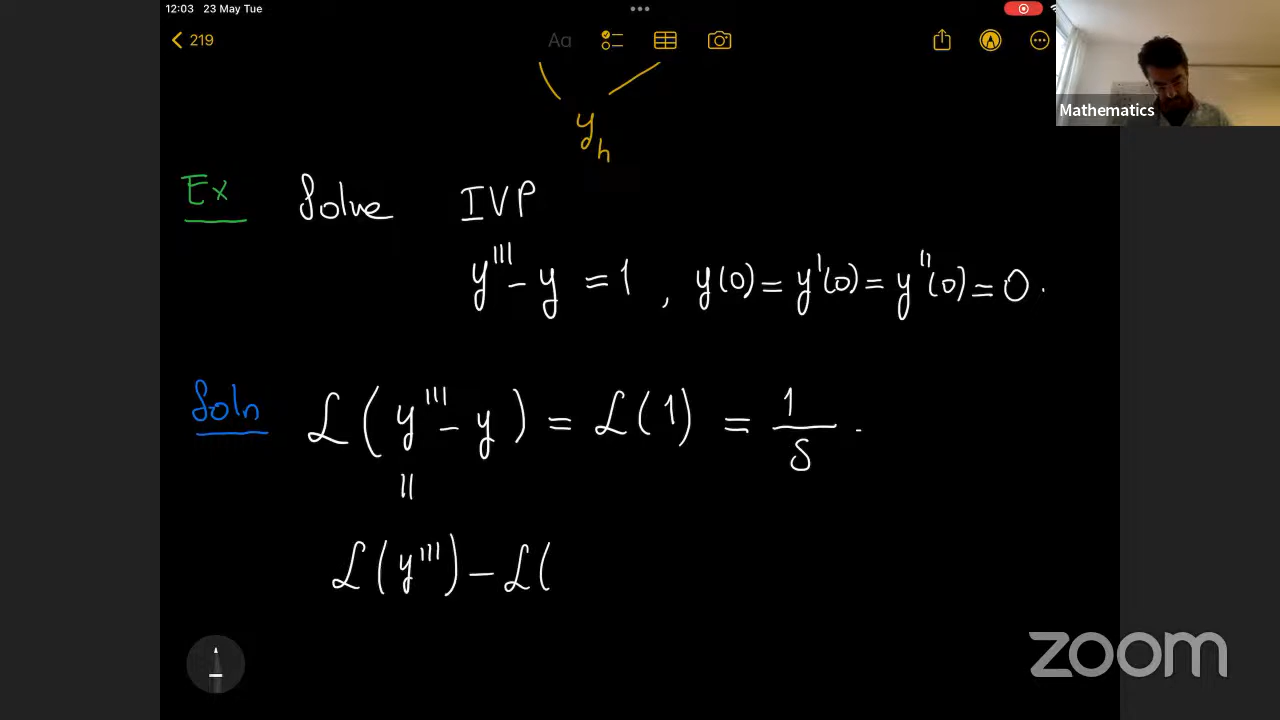 12:03 23 May Tue
219
Aa
Mathematics
y_h
Ex Solve IVP
y''' - y = 1 , y(0) = y'(0) = y''(0) = 0 .
Soln ℒ( y''' - y ) = ℒ( 1 ) = 1/s .
||
ℒ( y''' ) - ℒ(
zoom